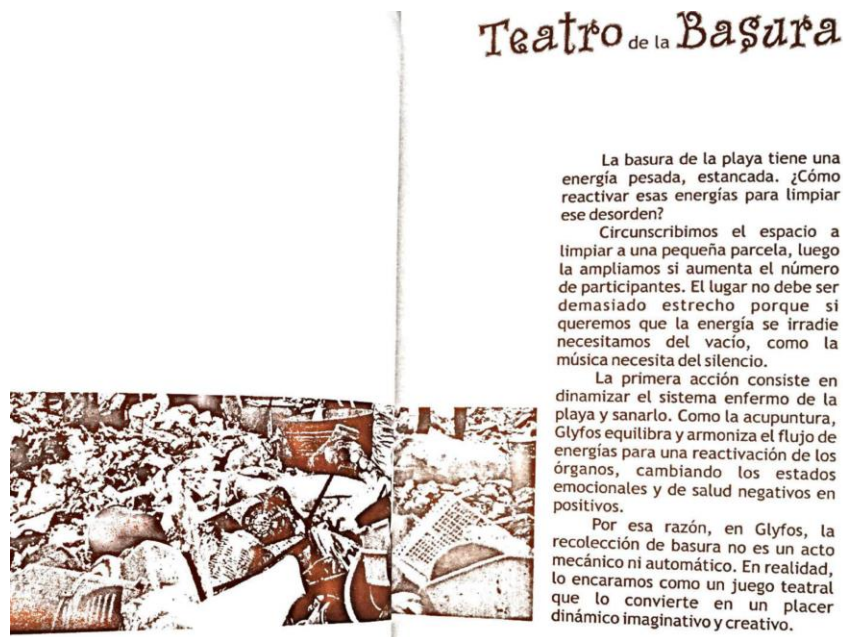 Teatro de la Basura
La basura de la playa tiene una
energía pesada, estancada. ¿Cómo
reactivar esas energías para limpiar
ese desorden?
Circunscribimos el espacio a
limpiar a una pequeña parcela, luego
la ampliamos si aumenta el número
de participantes. El lugar no debe ser
demasiado estrecho porque si
queremos que la energía se irradie
necesitamos del vacío, como la
música necesita del silencio.
La primera acción consiste en
dinamizar el sistema enfermo de la
playa y sanarlo. Como la acupuntura,
Glyfos equilibra y armoniza el flujo de
energías para una reactivación de los
órganos, cambiando los estados
emocionales y de salud negativos en
positivos.
Por esa razón, en Glyfos, la
recolección de basura no es un acto
mecánico ni automático. En realidad,
lo encaramos como un juego teatral
que lo convierte en un placer
dinámico imaginativo y creativo.